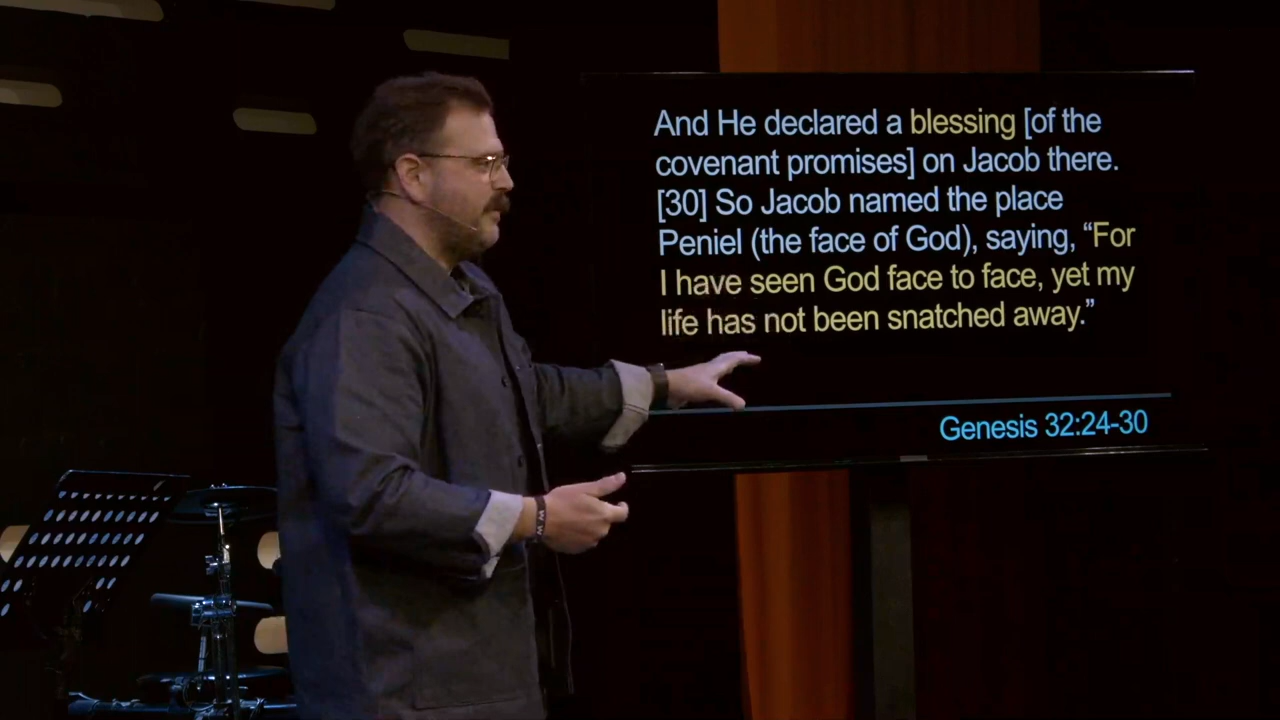 And He declared a blessing [of the
covenant promises] on Jacob there.
[30] So Jacob named the place
Peniel (the face of God), saying, “For
I have seen God face to face, yet my
life has not been snatched away.”
Genesis 32:24-30